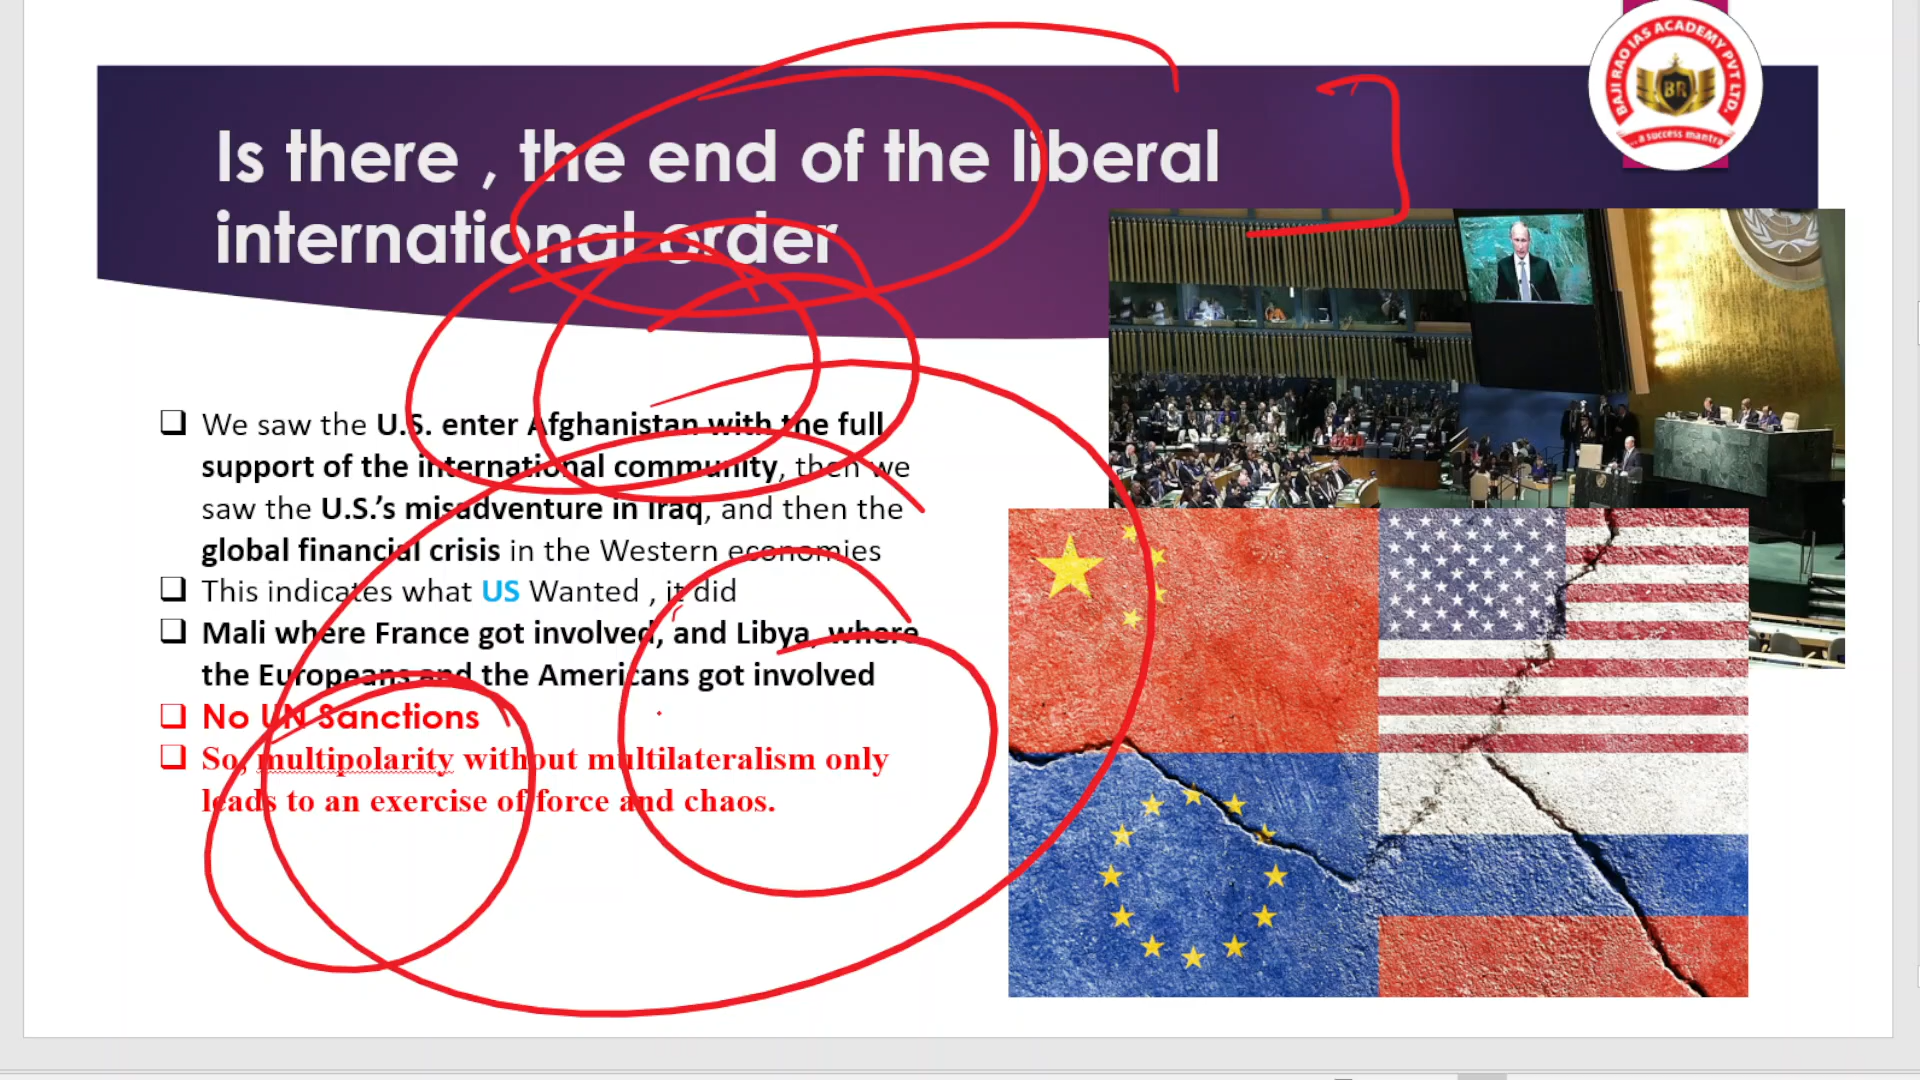 Is there , the end of the liberal
international order
BAJI RAO IAS ACADEMY PVT LTD.
BR
... a success mantra
❑ We saw the U.S. enter Afghanistan with the full
support of the international community, then we
saw the U.S.’s misadventure in Iraq, and then the
global financial crisis in the Western economies
❑ This indicates what US Wanted , it did
❑ Mali where France got involved, and Libya, where
the Europeans and the Americans got involved
❑ No UN Sanctions
❑ So, multipolarity without multilateralism only
leads to an exercise of force and chaos.